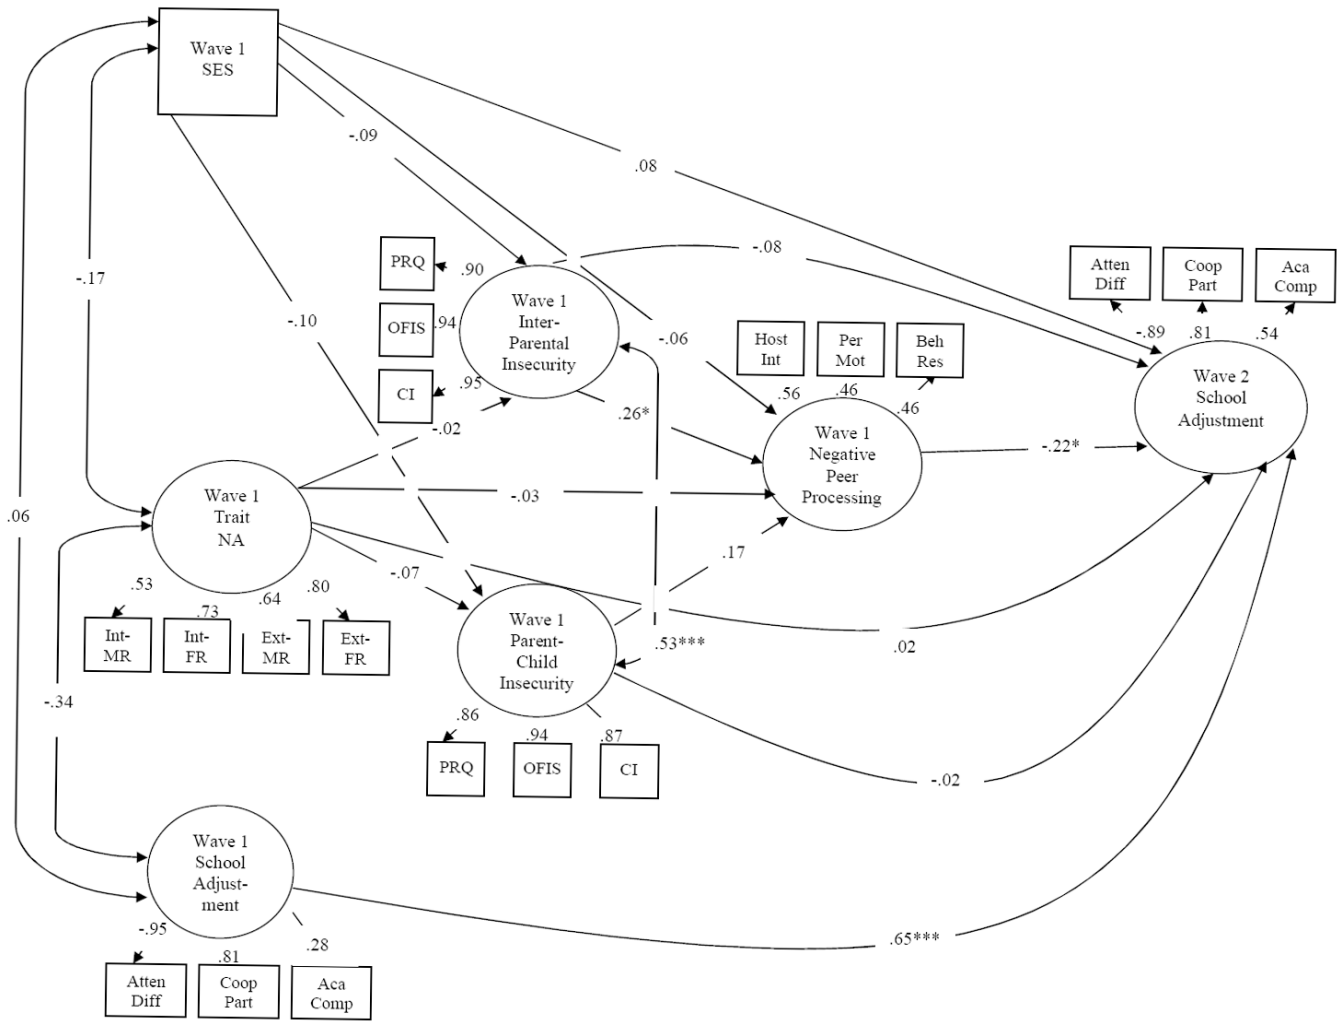 Wave 1
SES
-.09
.08
-.17
-.10
-.08
PRQ
.90
Wave 1
Inter-
Parental
Insecurity
OFIS
.94
CI
.95
-.02
-.06
.26*
Host
Int
Per
Mot
Beh
Res
.56
.46
.46
Wave 1
Negative
Peer
Processing
Atten
Diff
Coop
Part
Aca
Comp
-.89
.81
.54
Wave 2
School
Adjustment
-.22*
.06
Wave 1
Trait
NA
-.03
.17
-.07
.53
.73
.64
.80
Int-
MR
Int-
FR
Ext-
MR
Ext-
FR
Wave 1
Parent-
Child
Insecurity
.53***
.02
-.34
.86
.94
.87
PRQ
OFIS
CI
-.02
Wave 1
School
Adjust-
ment
-.95
.81
.28
.65***
Atten
Diff
Coop
Part
Aca
Comp